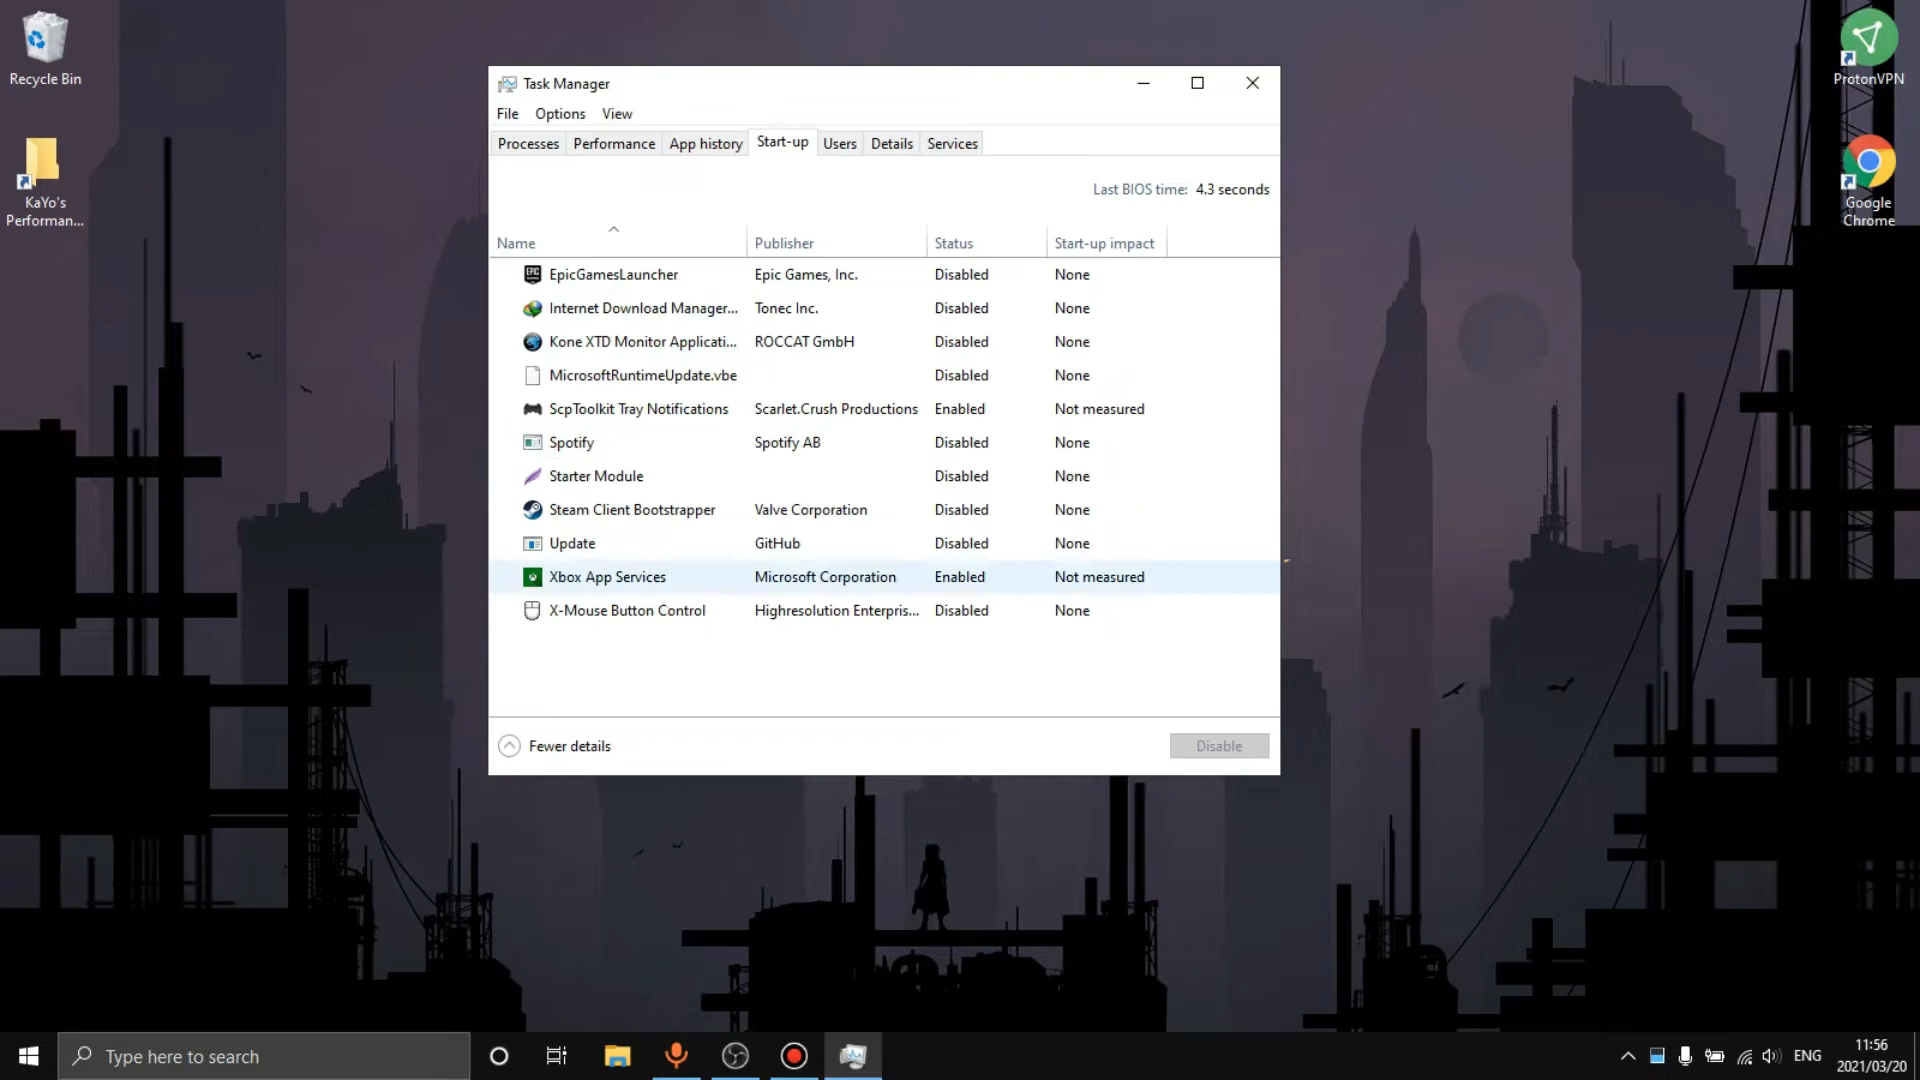 Recycle Bin
KaYo's
Performan...
ProtonVPN
Google
Chrome
Task Manager
File Options View
Processes Performance App history Start-up Users Details Services
Last BIOS time: 4.3 seconds
Name Publisher Status Start-up impact
EpicGamesLauncher Epic Games, Inc. Disabled None
Internet Download Manager... Tonec Inc. Disabled None
Kone XTD Monitor Applicati... ROCCAT GmbH Disabled None
MicrosoftRuntimeUpdate.vbe Disabled None
ScpToolkit Tray Notifications Scarlet.Crush Productions Enabled Not measured
Spotify Spotify AB Disabled None
Starter Module Disabled None
Steam Client Bootstrapper Valve Corporation Disabled None
Update GitHub Disabled None
Xbox App Services Microsoft Corporation Enabled Not measured
X-Mouse Button Control Highresolution Enterpris... Disabled None
Fewer details Disable
Type here to search
ENG
11:56
2021/03/20